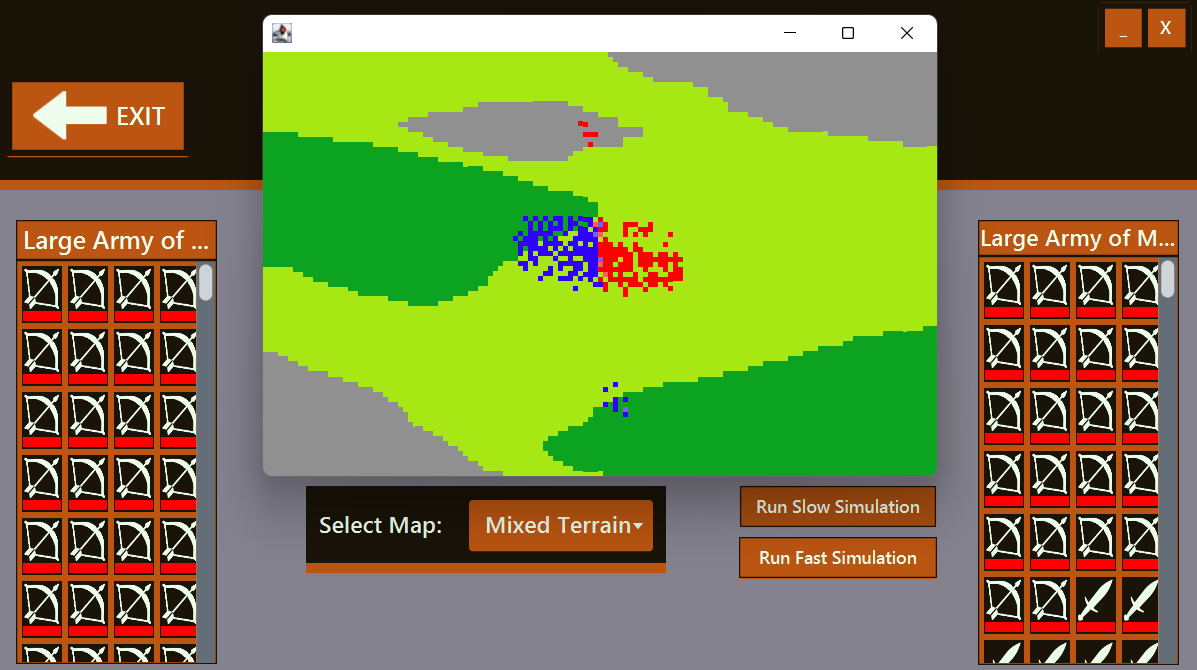 _ X
EXIT
Large Army of ...
Large Army of M...
Select Map:
Mixed Terrain
Run Slow Simulation
Run Fast Simulation